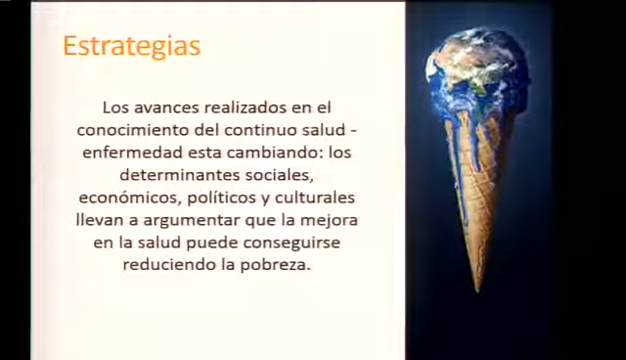 Estrategias
Los avances realizados en el
conocimiento del continuo salud -
enfermedad esta cambiando: los
determinantes sociales,
económicos, políticos y culturales
llevan a argumentar que la mejora
en la salud puede conseguirse
reduciendo la pobreza.